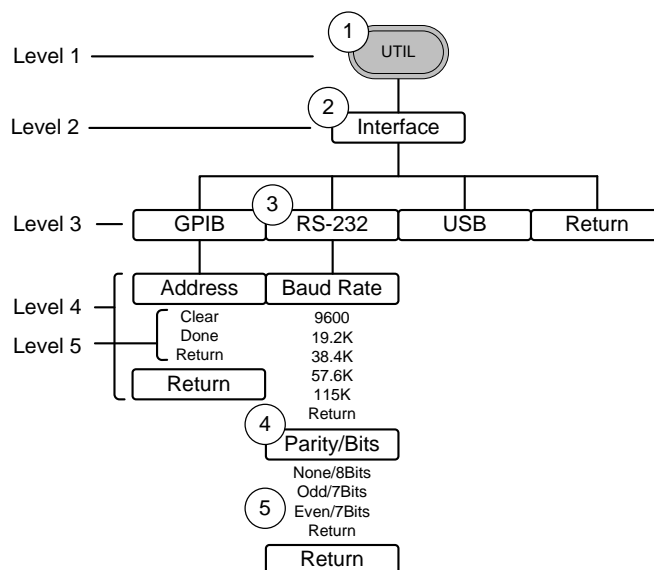 1
UTIL
Level 1
2
Level 2
Interface
3
Level 3
GPIB
RS-232
USB
Return
Address
Baud Rate
Level 4
Level 5
Clear
Done
Return
Return
9600
19.2K
38.4K
57.6K
115K
Return
4
Parity/Bits
None/8Bits
Odd/7Bits
5
Even/7Bits
Return
Return